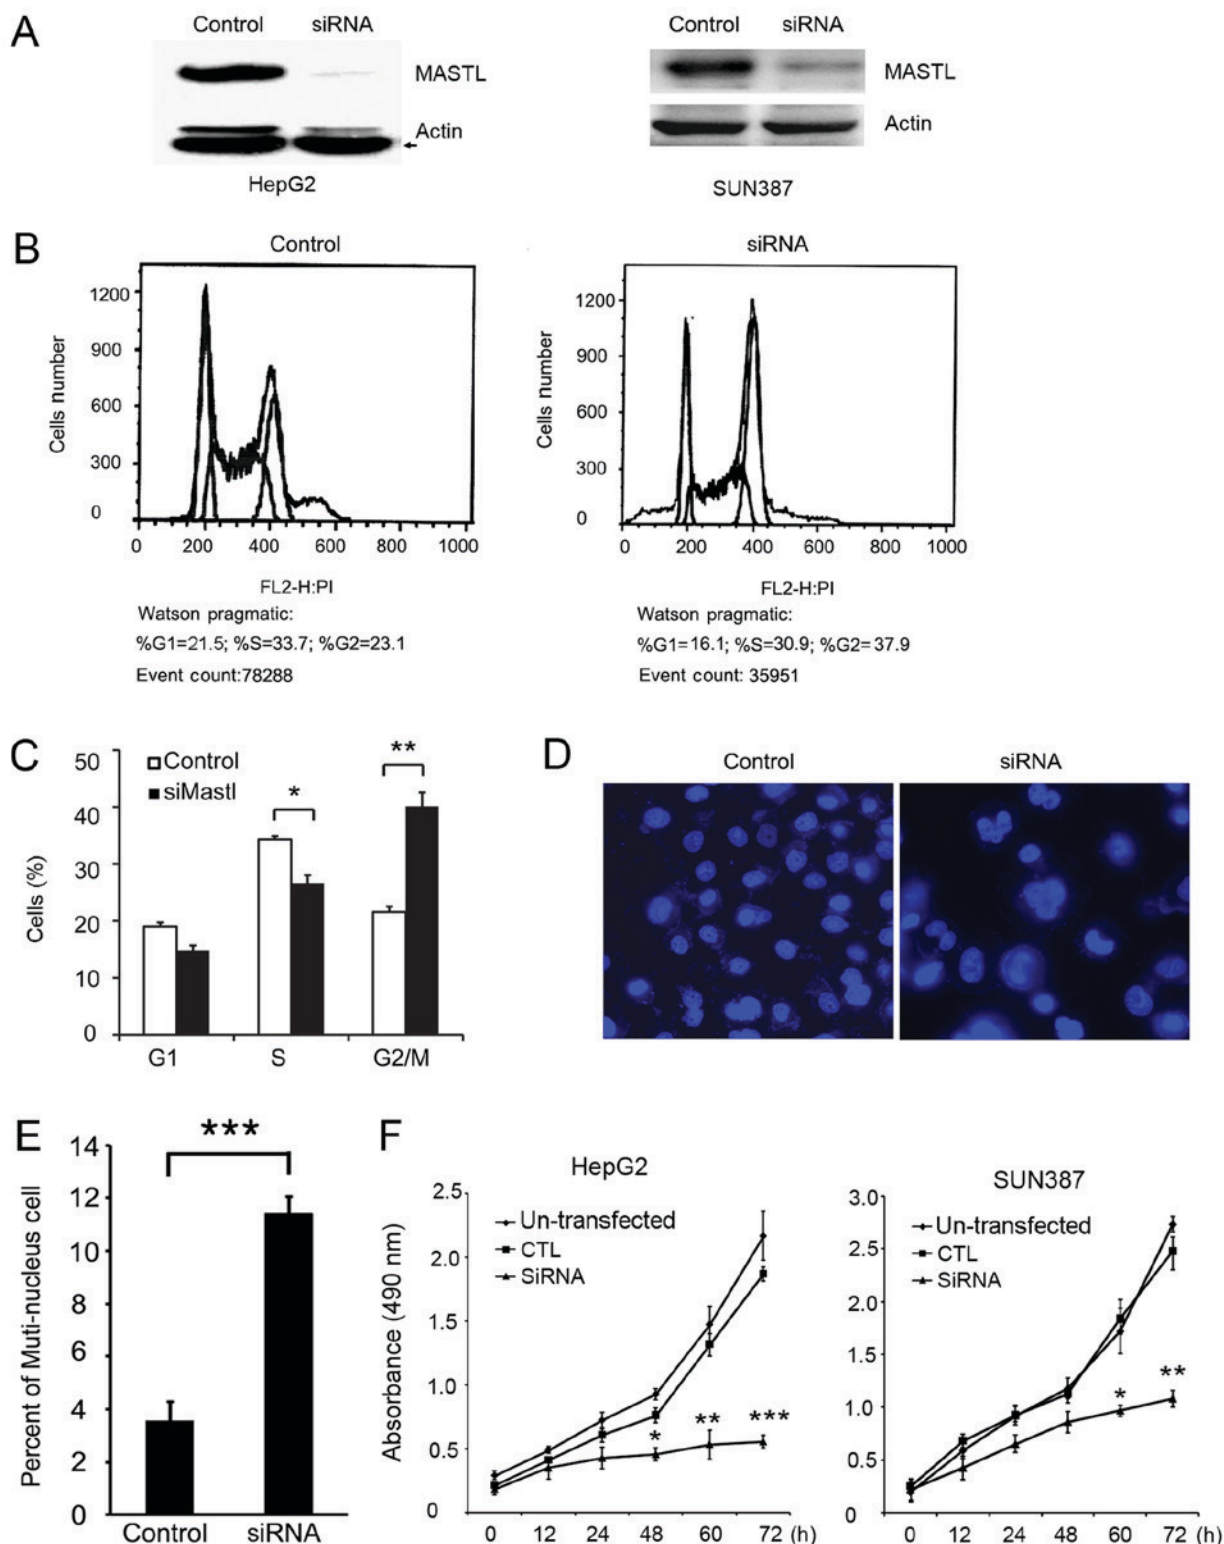 A
Control siRNA
MASTL
Actin
HepG2
Control siRNA
MASTL
Actin
SUN387
B
Control
1200
900
600
300
0
Cells number
0 200 400 600 800 1000
FL2-H:PI
Watson pragmatic:
%G1=21.5; %S=33.7; %G2=23.1
Event count:78288
siRNA
1200
900
600
300
0
Cells number
0 200 400 600 800 1000
FL2-H:PI
Watson pragmatic:
%G1=16.1; %S=30.9; %G2=37.9
Event count: 35951
C
50
40
30
20
10
0
Cells (%)
Control
siMastl
*
**
G1 S G2/M
D
Control siRNA
E
***
14
12
10
8
6
4
2
0
Percent of Muti-nucleus cell
Control siRNA
F
HepG2
2.5
2.0
1.5
1.0
0.5
0
Absorbance (490 nm)
Un-transfected
CTL
SiRNA
* ** ***
0 12 24 48 60 72 (h)
SUN387
3.0
2.5
2.0
1.5
1.0
0.5
0
Un-transfected
CTL
SiRNA
* **
0 12 24 48 60 72 (h)